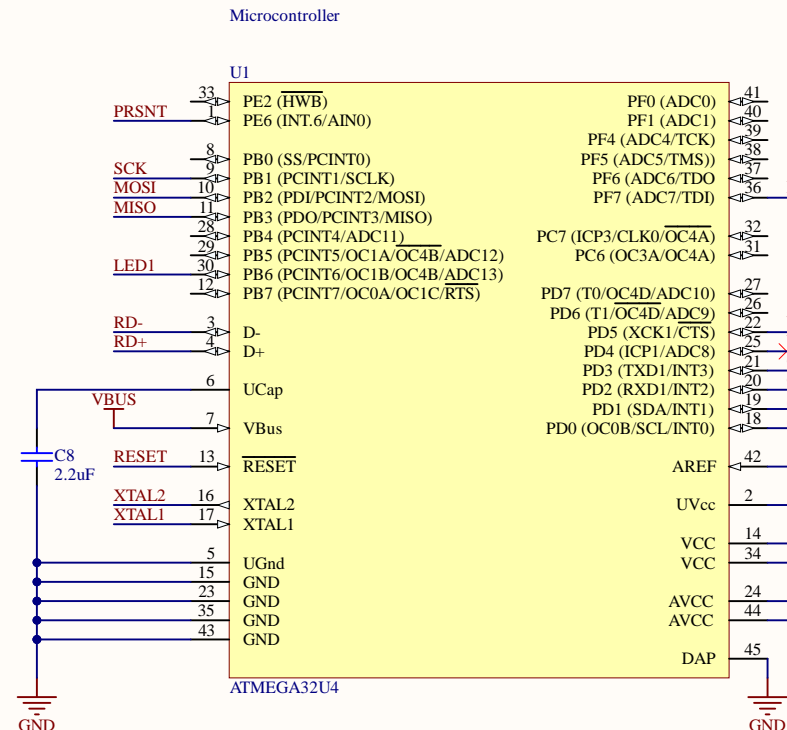 Microcontroller
U1
33 PE2 (HWB) PF0 (ADC0) 41
PRSNT 1 PE6 (INT.6/AIN0) PF1 (ADC1) 40
PF4 (ADC4/TCK) 39
8 PB0 (SS/PCINT0) PF5 (ADC5/TMS)) 38
SCK 9 PB1 (PCINT1/SCLK) PF6 (ADC6/TDO 37
MOSI 10 PB2 (PDI/PCINT2/MOSI) PF7 (ADC7/TDI) 36
MISO 11 PB3 (PDO/PCINT3/MISO)
28 PB4 (PCINT4/ADC11) PC7 (ICP3/CLK0/OC4A) 32
29 PB5 (PCINT5/OC1A/OC4B/ADC12) PC6 (OC3A/OC4A) 31
LED1 30 PB6 (PCINT6/OC1B/OC4B/ADC13)
12 PB7 (PCINT7/OC0A/OC1C/RTS) PD7 (T0/OC4D/ADC10) 27
PD6 (T1/OC4D/ADC9) 26
RD- 3 D- PD5 (XCK1/CTS) 22
RD+ 4 D+ PD4 (ICP1/ADC8) 25
PD3 (TXD1/INT3) 21
6 UCap PD2 (RXD1/INT2) 20
VBUS PD1 (SDA/INT1) 19
7 VBus PD0 (OC0B/SCL/INT0) 18
C8
2.2uF
RESET 13 RESET AREF 42
XTAL2 16 XTAL2 UVcc 2
XTAL1 17 XTAL1
VCC 14
5 UGnd VCC 34
15 GND
23 GND AVCC 24
35 GND AVCC 44
43 GND
DAP 45
ATMEGA32U4
GND GND